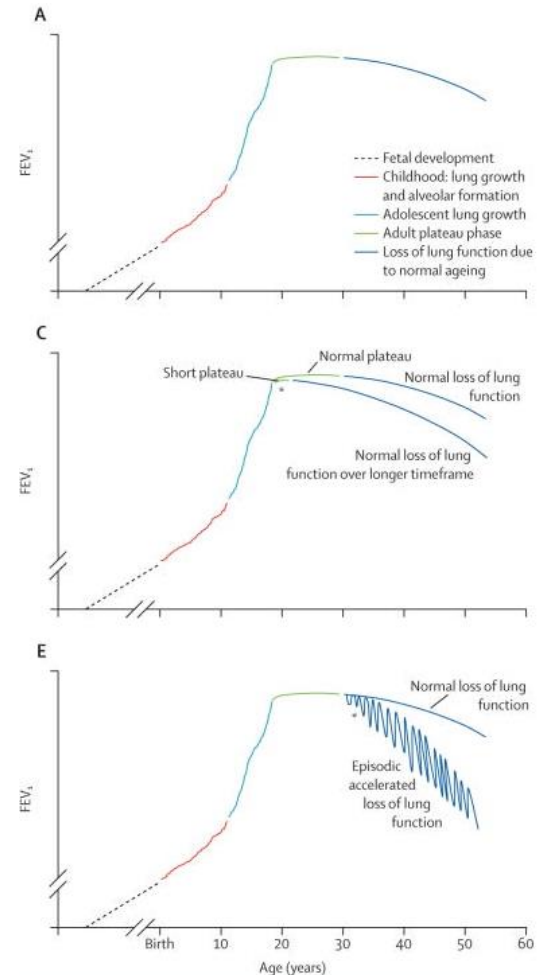 A
FEV₁
Fetal development
Childhood: lung growth
and alveolar formation
Adolescent lung growth
Adult plateau phase
Loss of lung function due
to normal ageing
C
FEV₁
Short plateau
Normal plateau
*
Normal loss of lung
function
Normal loss of lung
function over longer timeframe
E
FEV₁
Normal loss of lung
function
*
Episodic
accelerated
loss of lung
function
Birth 10 20 30 40 50 60
Age (years)